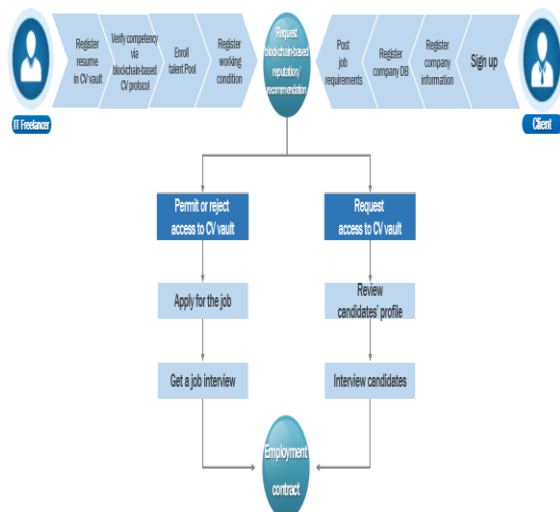 Register
resume
in CV vault
Verify competency
via
blockchain-based
CV protocol
Enroll
talent Pool
Register
working
condition
Request
blockchain-based
reputation/
recommendation
Post
job
requirements
Register
company DB
Register
company
information
Sign up
IT Freelancer
Client
Permit or reject
access to CV vault
Request
access to CV vault
Apply for the job
Review
candidates' profile
Get a job interview
Interview candidates
Employment
contract